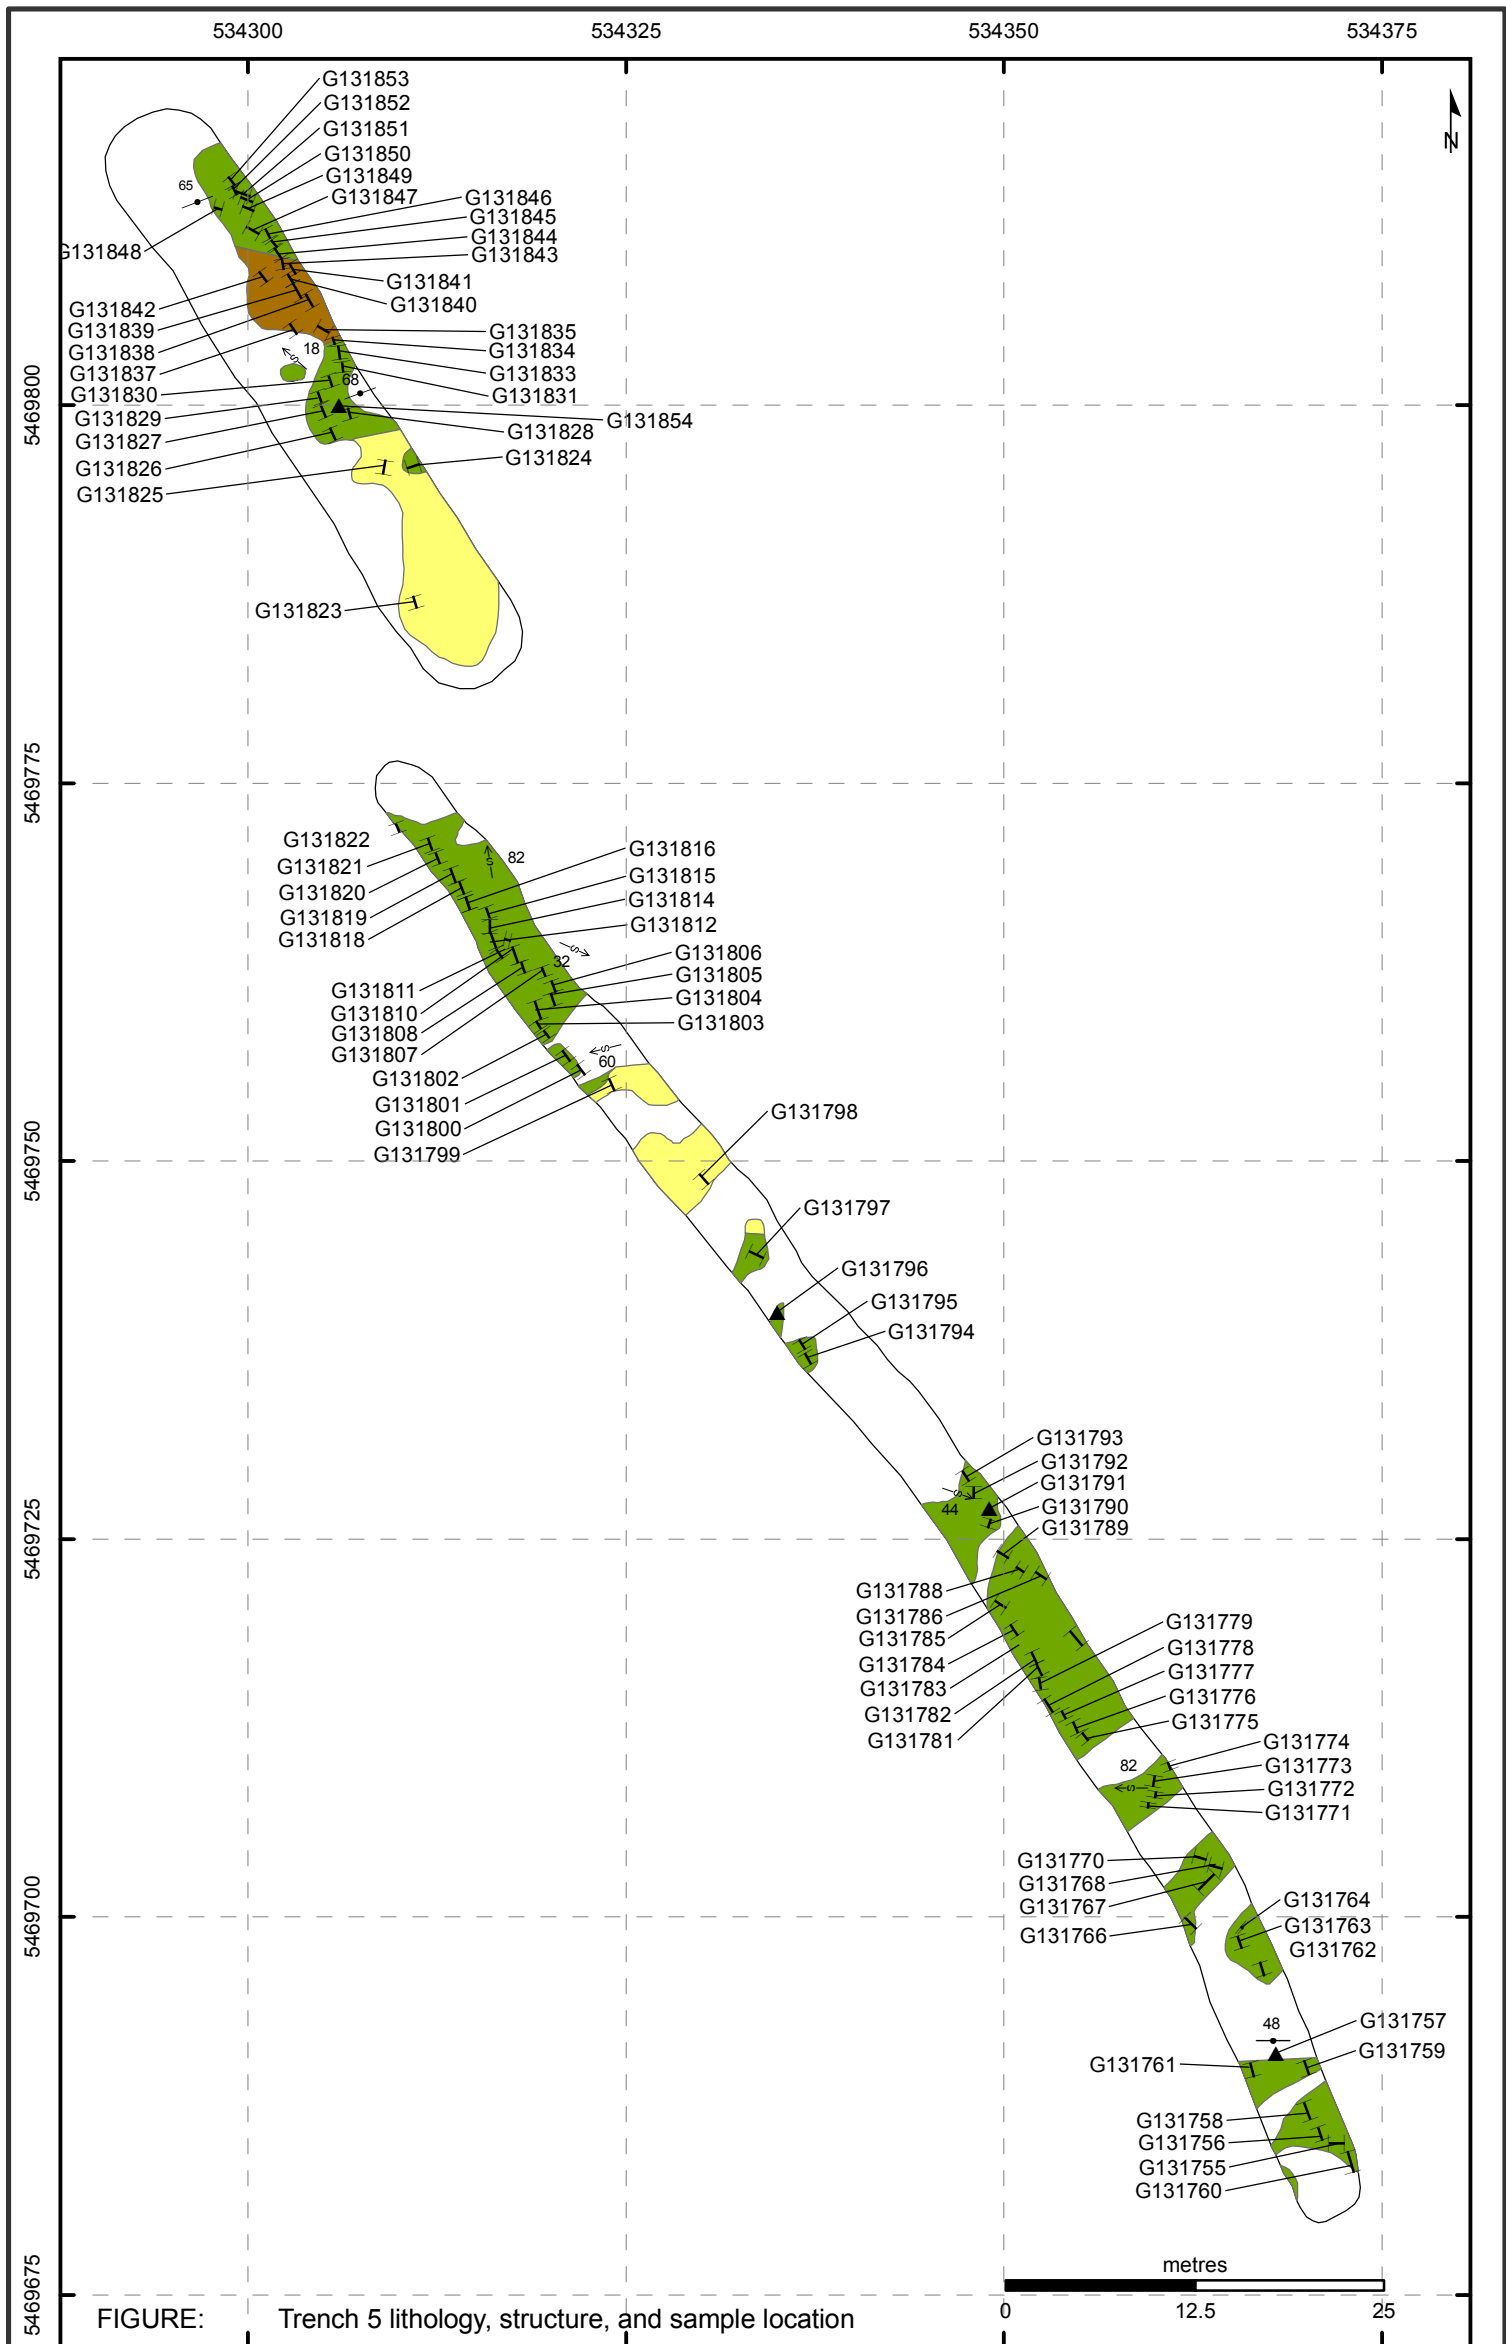 534300 534325 534350 534375
N
G131853
G131852
G131851
G131850
G131849
G131847
G131846
G131845
G131844
G131843
65
G131848
G131841
G131840
G131842
G131839
G131838
G131837
G131835
G131834
G131833
G131831
18
S
68
G131830
G131829
G131827
G131826
G131825
G131854
G131828
G131824
5469800
G131823
5469775
G131822
G131821
G131820
G131819
G131818
S
82
G131816
G131815
G131814
G131812
S
32
G131806
G131805
G131804
G131803
G131811
G131810
G131808
G131807
G131802
G131801
G131800
G131799
S
60
G131798
5469750
G131797
G131796
G131795
G131794
G131793
G131792
G131791
G131790
G131789
S
44
5469725
G131788
G131786
G131785
G131784
G131783
G131782
G131781
G131779
G131778
G131777
G131776
G131775
G131774
G131773
G131772
G131771
82
S
G131770
G131768
G131767
G131766
G131764
G131763
G131762
5469700
48
G131757
G131759
G131761
G131758
G131756
G131755
G131760
5469675
metres
0 12.5 25
FIGURE: Trench 5 lithology, structure, and sample location